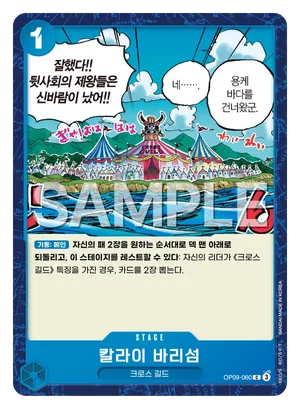 1
잘했다!!
뒷사회의 제왕들은
신바람이 났어!!
네……,
용케
바다를
건너왔군.
SAMPLE
기동: 메인 자신의 패 2장을 원하는 순서대로 덱 맨 아래로
되돌리고, 이 스테이지를 레스트할 수 있다: 자신의 리더가 《크로스
길드》 특징을 가진 경우, 카드를 2장 뽑는다.
STAGE
칼라이 바리섬
크로스 길드
OP09-060 C